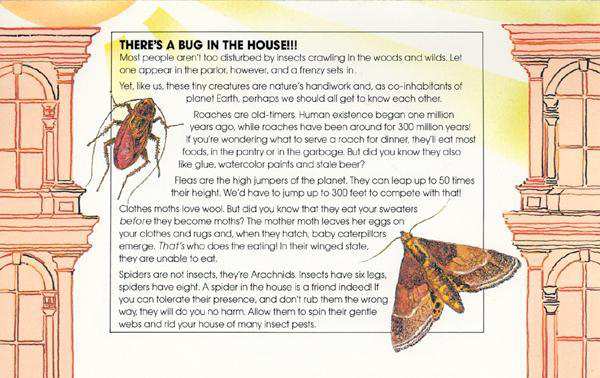 THERE'S A BUG IN THE HOUSE!!!
Most people aren't too disturbed by insects crawling in the woods and wilds. Let
one appear in the parlor, however, and a frenzy sets in...
Yet, like us, these tiny creatures are nature's handiwork and, as co-inhabitants of
planet Earth, perhaps we should all get to know each other.
Roaches are old-timers. Human existence began one million
years ago, while roaches have been around for 300 million years!
If you're wondering what to serve a roach for dinner, they'll eat most
foods, in the pantry or in the garbage. But did you know they also
like glue, watercolor paints and stale beer?
Fleas are the high jumpers of the planet. They can leap up to 50 times
their height. We'd have to jump up to 300 feet to compete with that!
Clothes moths love wool. But did you know that they eat your sweaters
before they become moths? The mother moth leaves her eggs on
your clothes and rugs and, when they hatch, baby caterpillars
emerge. That's who does the eating! In their winged state,
they are unable to eat.
Spiders are not insects, they're Arachnids. Insects have six legs,
spiders have eight. A spider in the house is a friend indeed! If
you can tolerate their presence, and don't rub them the wrong
way, they will do you no harm. Allow them to spin their gentle
webs and rid your house of many insect pests.